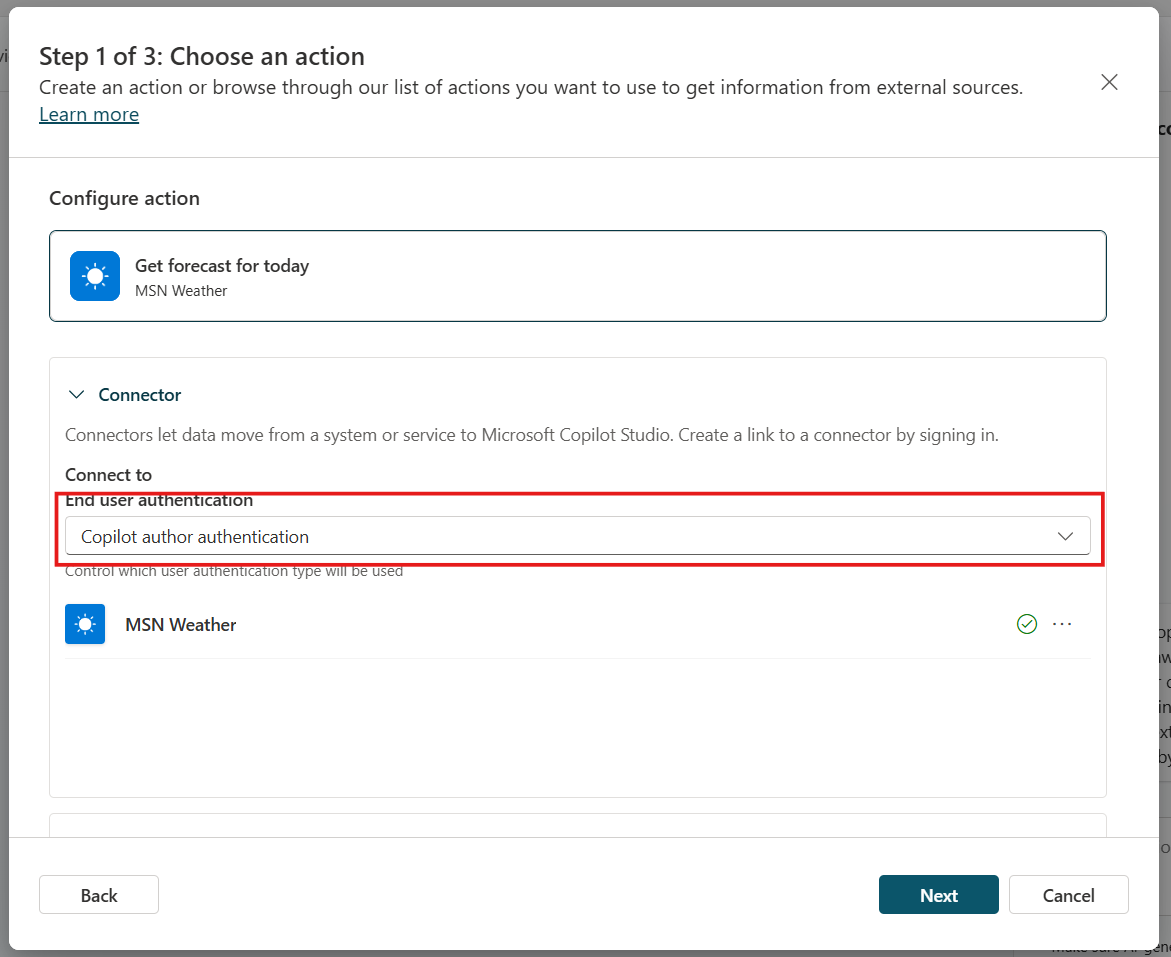 Step 1 of 3: Choose an action
Create an action or browse through our list of actions you want to use to get information from external sources.
Learn more
Configure action
Get forecast for today
MSN Weather
Connector
Connectors let data move from a system or service to Microsoft Copilot Studio. Create a link to a connector by signing in.
Connect to
End user authentication
Copilot author authentication
Control which user authentication type will be used
MSN Weather
Back
Next
Cancel